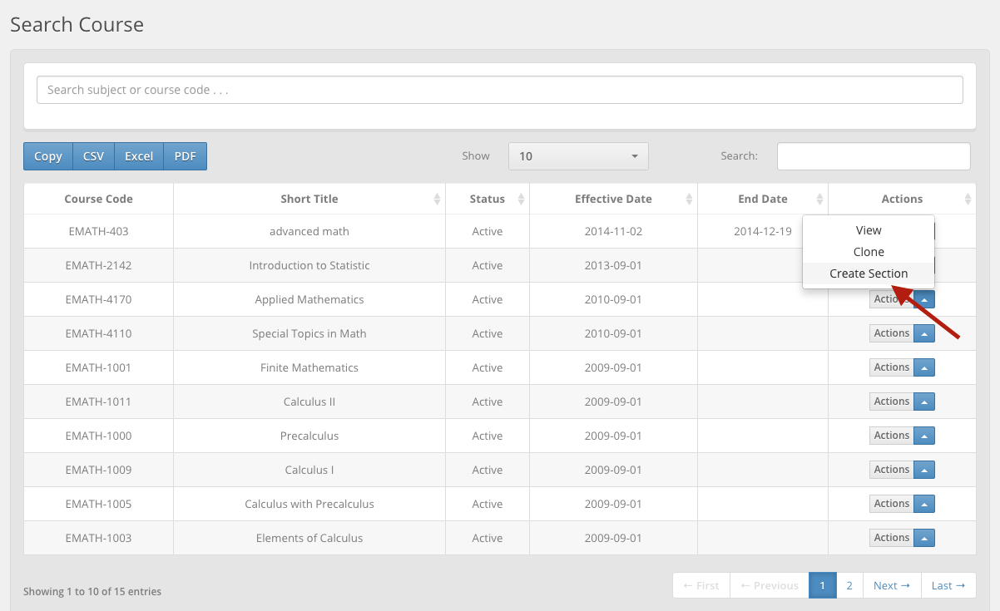 Search Course
Search subject or course code . . .
Copy CSV Excel PDF Show 10 Search:
Course Code Short Title Status Effective Date End Date Actions
EMATH-403 advanced math Active 2014-11-02 2014-12-19 View
Clone
EMATH-2142 Introduction to Statistic Active 2013-09-01 Create Section
EMATH-4170 Applied Mathematics Active 2010-09-01
EMATH-4110 Special Topics in Math Active 2010-09-01 Actions
EMATH-1001 Finite Mathematics Active 2009-09-01 Actions
EMATH-1011 Calculus II Active 2009-09-01 Actions
EMATH-1000 Precalculus Active 2009-09-01 Actions
EMATH-1009 Calculus I Active 2009-09-01 Actions
EMATH-1005 Calculus with Precalculus Active 2009-09-01 Actions
EMATH-1003 Elements of Calculus Active 2009-09-01 Actions
Showing 1 to 10 of 15 entries ← First ← Previous 1 2 Next → Last →